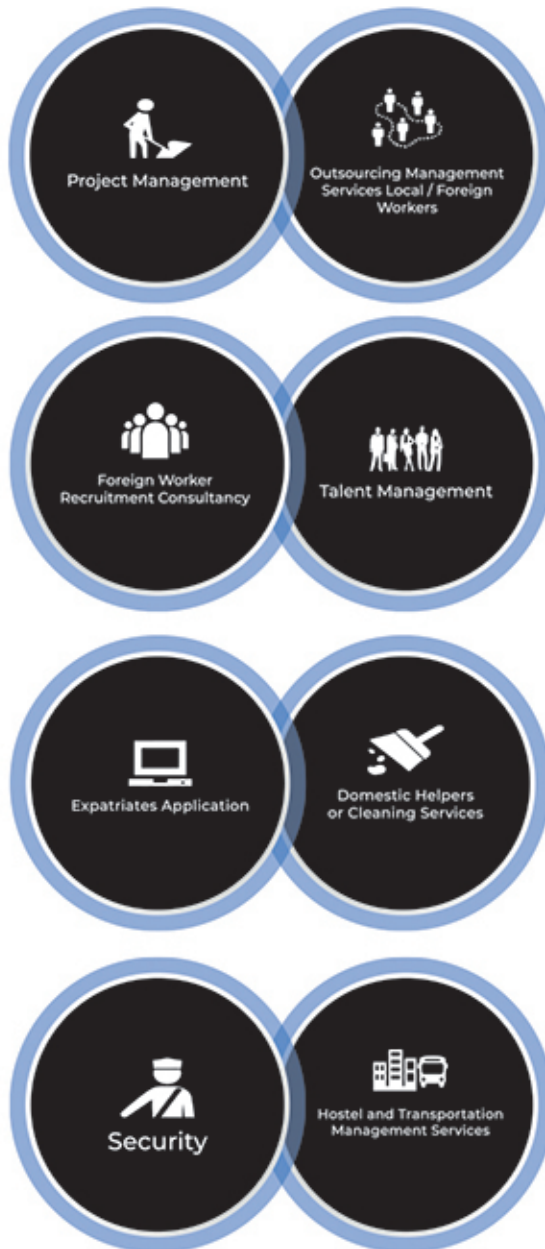 Project Management
Outsourcing Management
Services Local / Foreign
Workers
Foreign Worker
Recruitment Consultancy
Talent Management
Expatriates Application
Domestic Helpers
or Cleaning Services
Security
Hostel and Transportation
Management Services